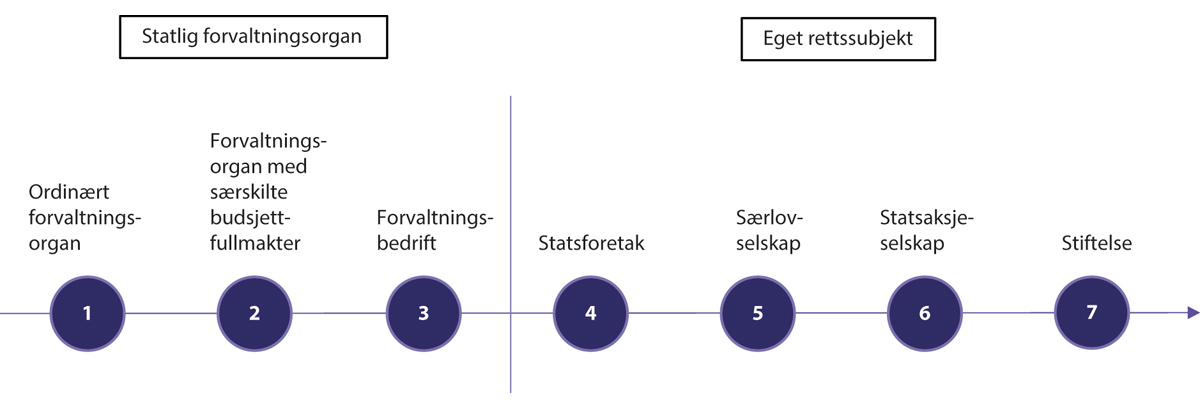 Statlig forvaltningsorgan
Eget rettssubjekt
Ordinært
forvaltnings-
organ
Forvaltnings-
organ med
særskilte
budsjett-
fullmakter
Forvaltnings-
bedrift
Statsforetak
Særlov-
selskap
Statsaksje-
selskap
Stiftelse
1
2
3
4
5
6
7